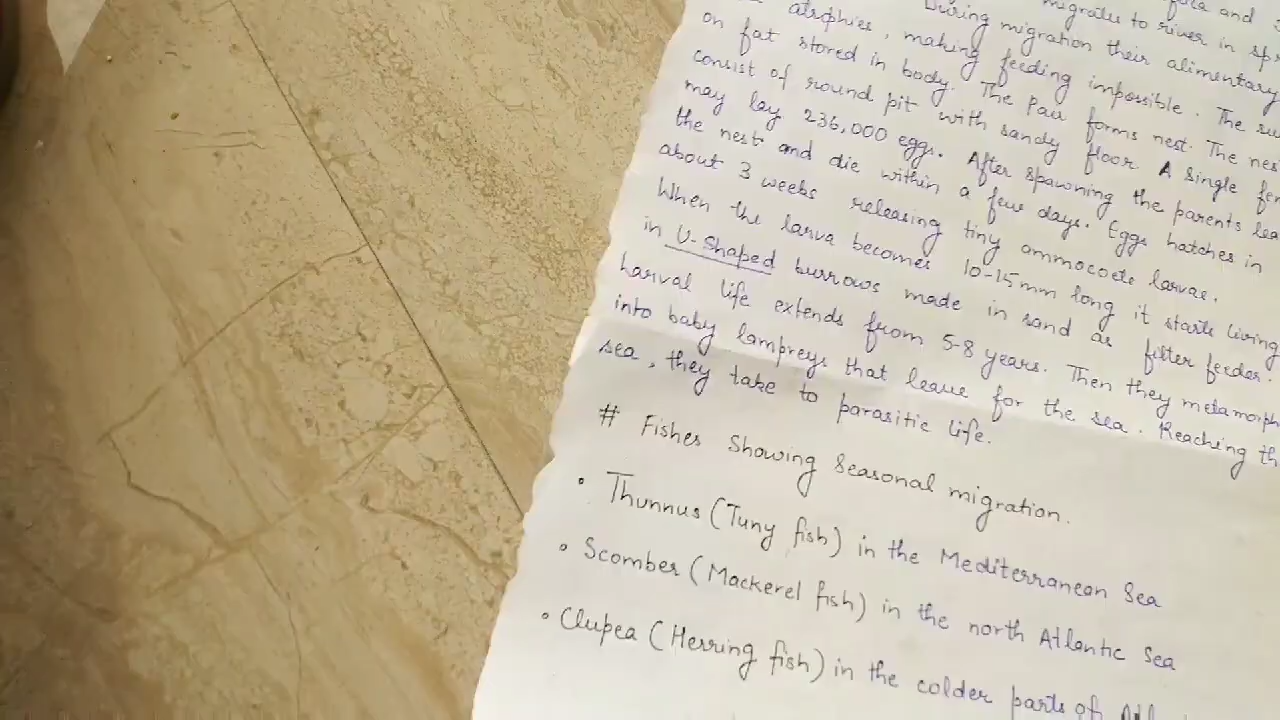 and
migrates to river in spr
During migration their alimentary
atrophies, making feeding impossible. The su
on fat stored in body. The Pair forms nest. The nes
consist of round pit with sandy floor A single fem
may lay 236,000 eggs. After spawning the parents lea
the nest and die within a few days. Eggs hatches in
about 3 weeks releasing tiny ammocoete larvae.
When the larva becomes 10-15mm long it starts living
in U-shaped burrows made in sand as filter feeder.
Larval life extends from 5-8 years. Then they metamorph
into baby lampreys that leave for the sea. Reaching th
sea, they take to parasitic life.
# Fishes Showing Seasonal migration.
• Thunnus (Tuny fish) in the Mediterranean Sea
• Scomber (Mackerel fish) in the north Atlantic Sea
• Clupea (Herring fish) in the colder parts of Atl